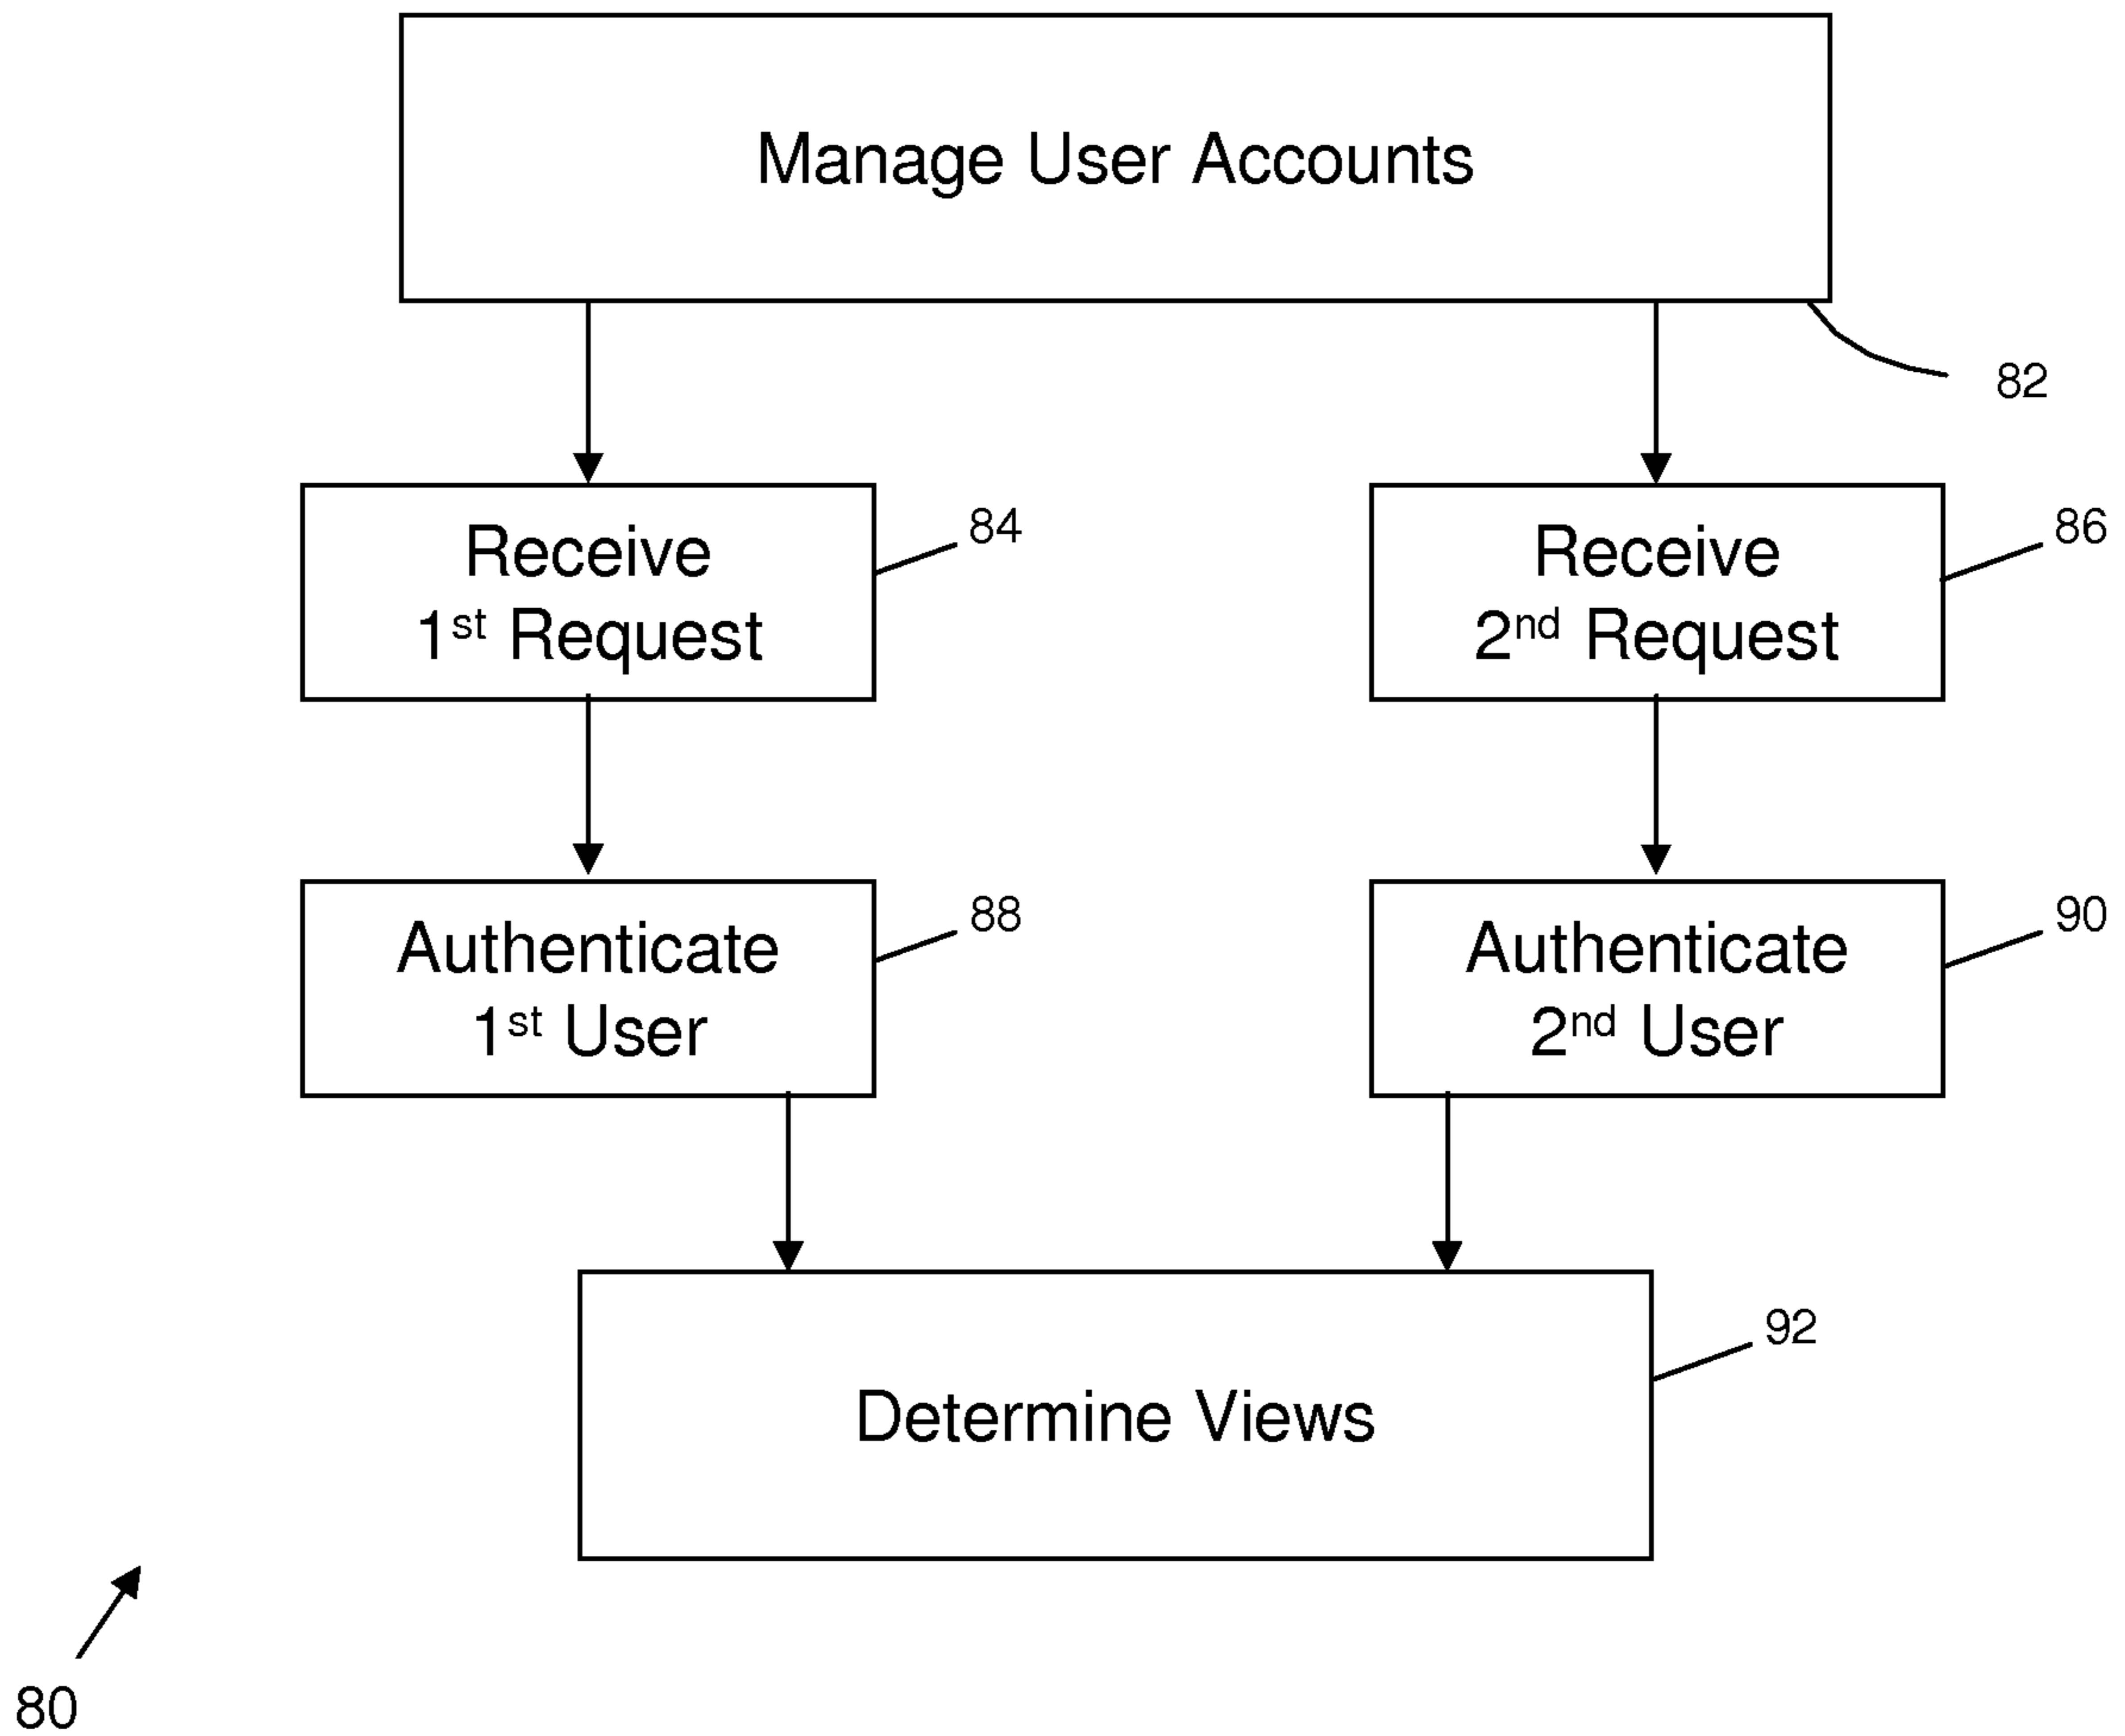 Manage User Accounts
82
Receive
1st Request
84
Receive
2nd Request
86
Authenticate
1st User
88
Authenticate
2nd User
90
Determine Views
92
80